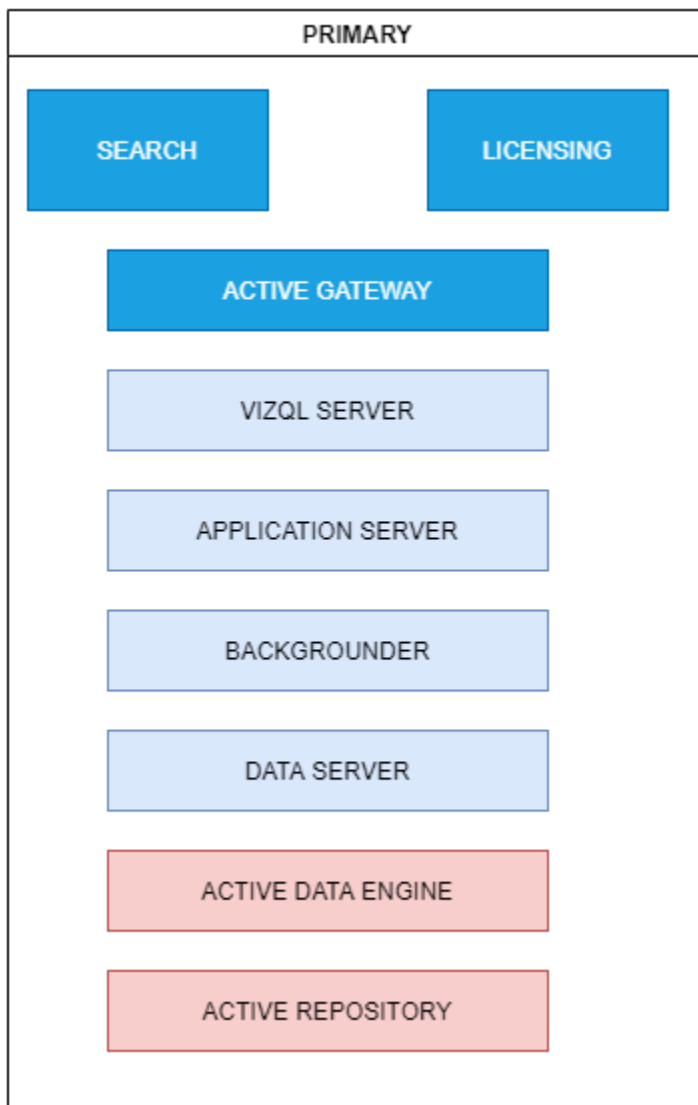 PRIMARY
SEARCH
LICENSING
ACTIVE GATEWAY
VIZQL SERVER
APPLICATION SERVER
BACKGROUNDER
DATA SERVER
ACTIVE DATA ENGINE
ACTIVE REPOSITORY